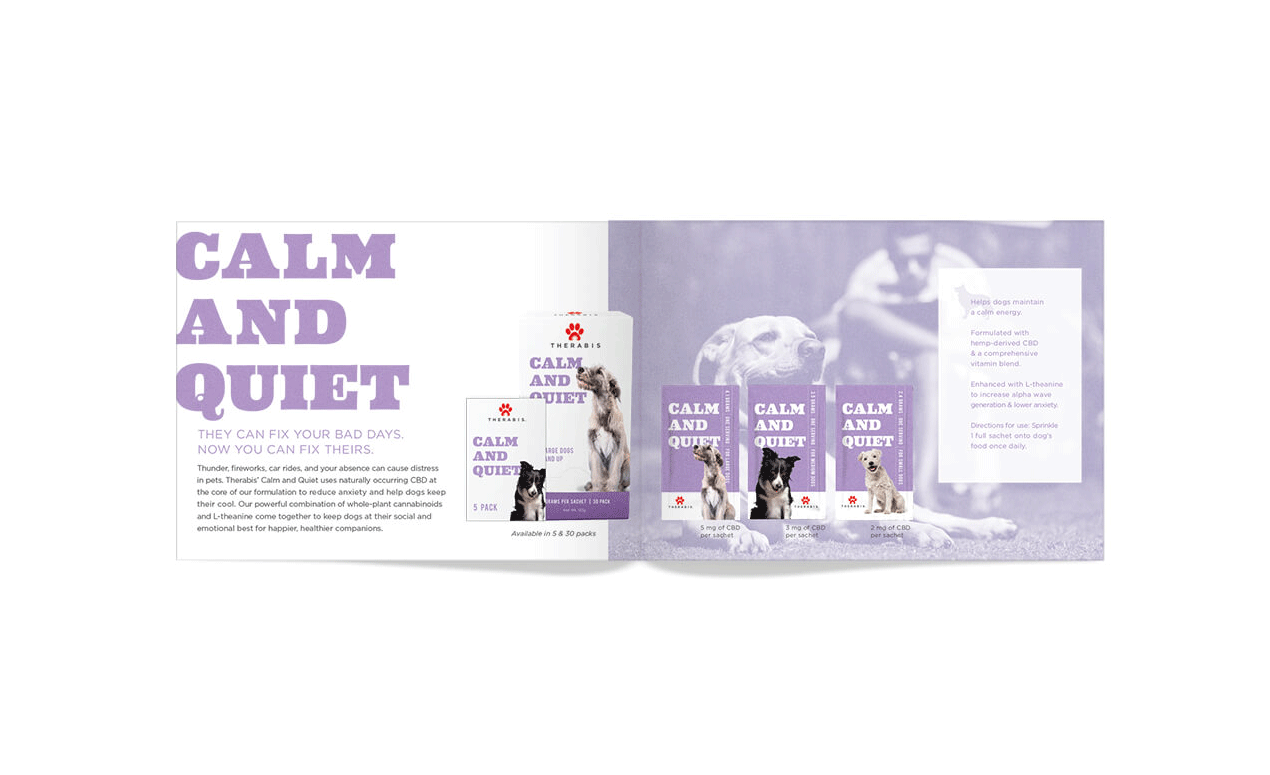 CALM
AND
QUIET
THEY CAN FIX YOUR BAD DAYS.
NOW YOU CAN FIX THEIRS.
Thunder, fireworks, car rides, and your absence can cause distress
in pets. Therabis' Calm and Quiet uses naturally occurring CBD at
the core of our formulation to reduce anxiety and help dogs keep
their cool. Our powerful combination of whole-plant cannabinoids
and L-theanine come together to keep dogs at their social and
emotional best for happier, healthier companions.
THERABIS
CALM
AND
QUIET
5 PACK
THERABIS
CALM
AND
QUIET
LARGE DOGS
AND UP
GRAMS PER SACHET | 30 PACK
Available in 5 & 30 packs
CALM
AND
QUIET
THERABIS
5 mg of CBD
per sachet
CALM
AND
QUIET
THERABIS
3 mg of CBD
per sachet
CALM
AND
QUIET
THERABIS
2 mg of CBD
per sachet
Helps dogs maintain
a calm energy.
Formulated with
hemp-derived CBD
& a comprehensive
vitamin blend.
Enhanced with L-theanine
to increase alpha wave
generation & lower anxiety.
Directions for use: Sprinkle
1 full sachet onto dog's
food once daily.